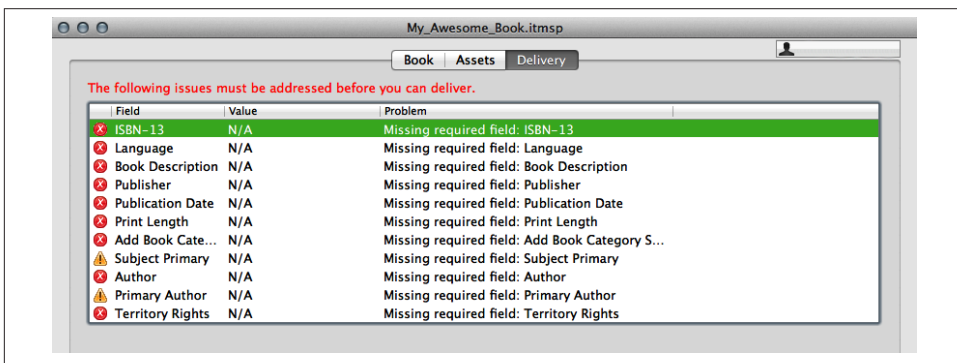 My_Awesome_Book.itmsp
Book Assets Delivery
The following issues must be addressed before you can deliver.
Field Value Problem
ISBN-13 N/A Missing required field: ISBN-13
Language N/A Missing required field: Language
Book Description N/A Missing required field: Book Description
Publisher N/A Missing required field: Publisher
Publication Date N/A Missing required field: Publication Date
Print Length N/A Missing required field: Print Length
Add Book Cate... N/A Missing required field: Add Book Category S...
Subject Primary N/A Missing required field: Subject Primary
Author N/A Missing required field: Author
Primary Author N/A Missing required field: Primary Author
Territory Rights N/A Missing required field: Territory Rights